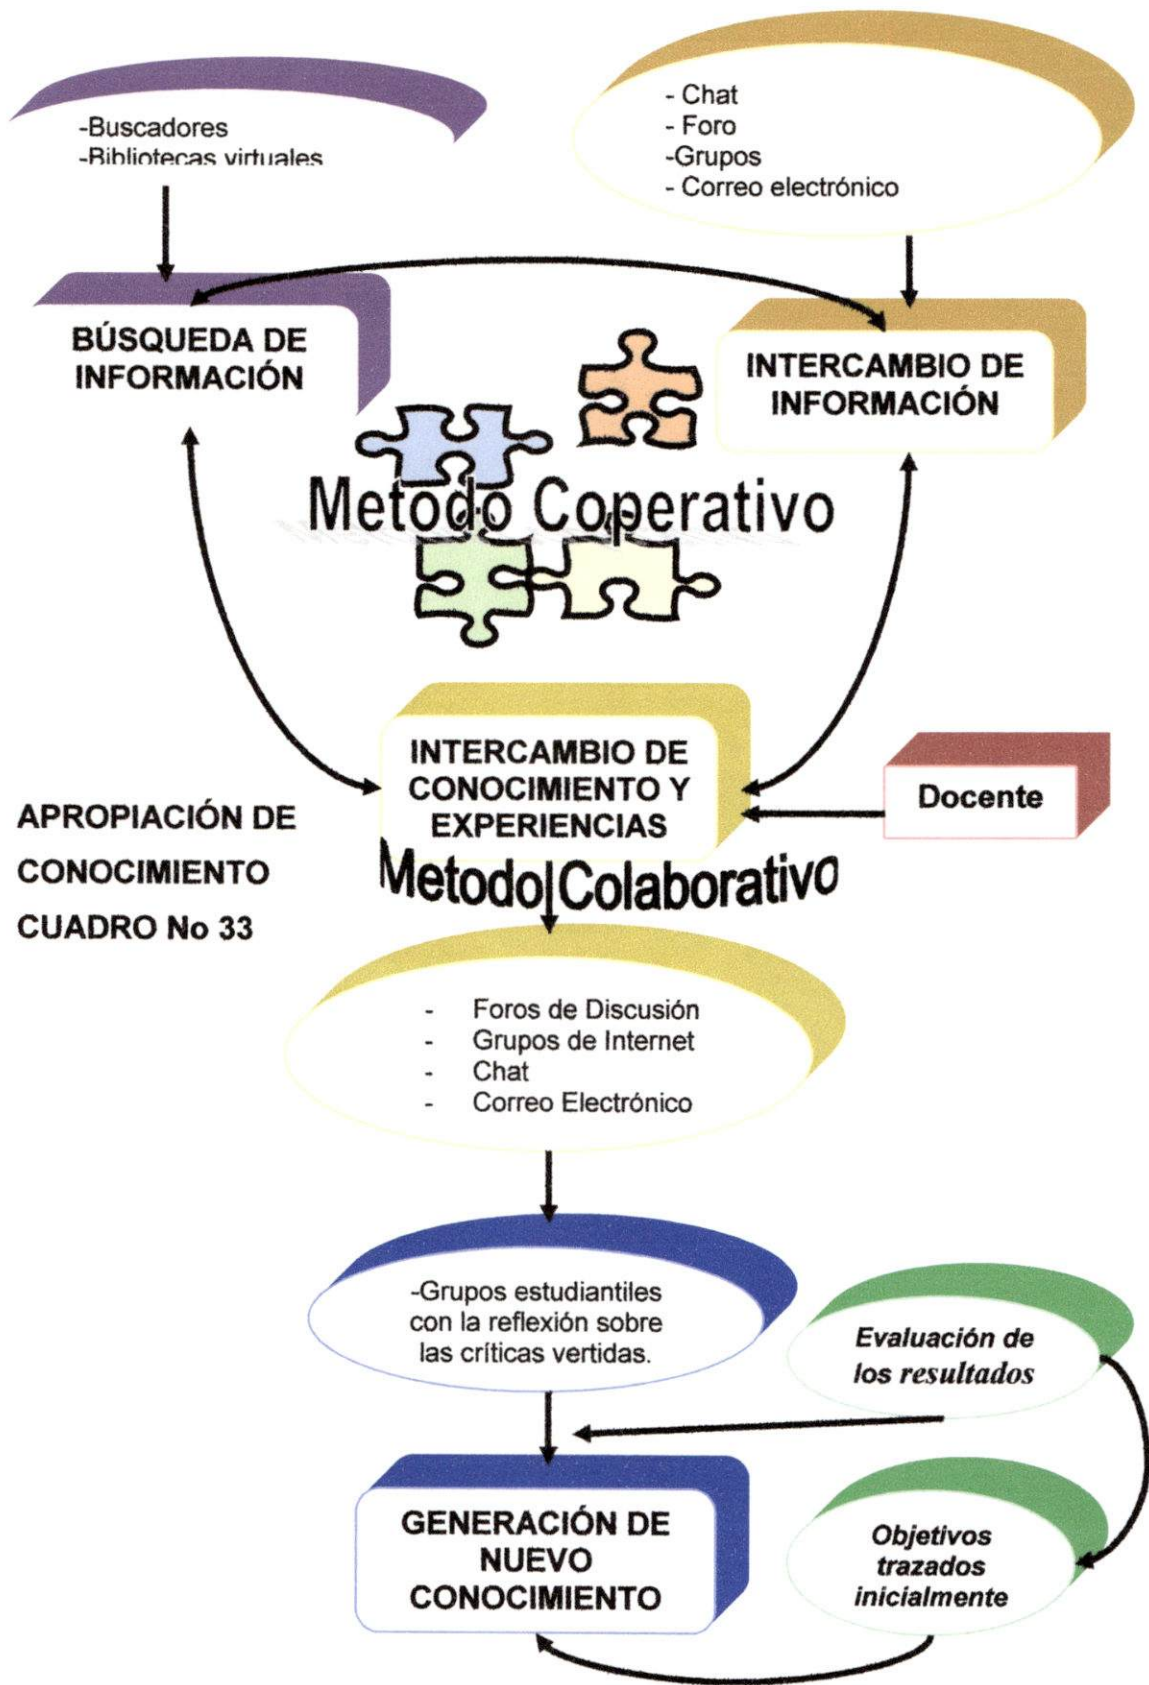 -Buscadores
-Bibliotecas virtuales
- Chat
- Foro
-Grupos
- Correo electrónico
BÚSQUEDA DE
INFORMACIÓN
INTERCAMBIO DE
INFORMACIÓN
Metodo Coperativo
INTERCAMBIO DE
CONOCIMIENTO Y
EXPERIENCIAS
Docente
Metodo Colaborativo
APROPIACIÓN DE
CONOCIMIENTO
CUADRO No 33
- Foros de Discusión
- Grupos de Internet
- Chat
- Correo Electrónico
-Grupos estudiantiles
con la reflexión sobre
las críticas vertidas.
Evaluación de
los resultados
GENERACIÓN DE
NUEVO
CONOCIMIENTO
Objetivos
trazados
inicialmente